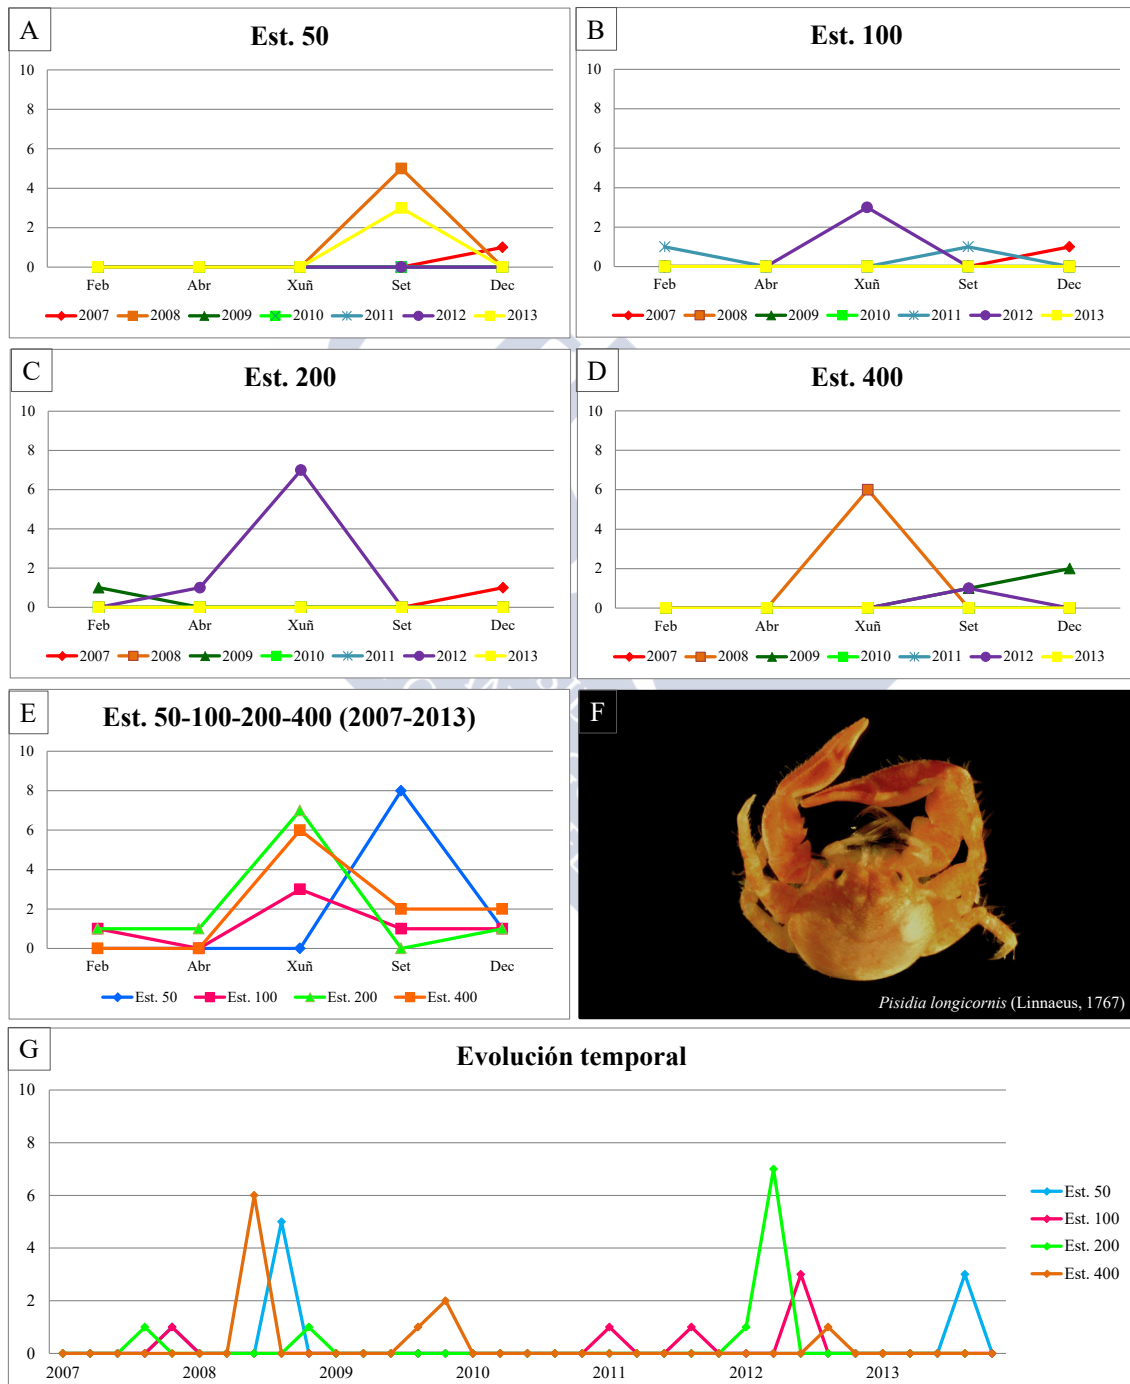 A
Est. 50
10
8
6
4
2
0
Feb Abr Xuñ Set Dec
2007 2008 2009 2010 2011 2012 2013
B
Est. 100
10
8
6
4
2
0
Feb Abr Xuñ Set Dec
2007 2008 2009 2010 2011 2012 2013
C
Est. 200
10
8
6
4
2
0
Feb Abr Xuñ Set Dec
2007 2008 2009 2010 2011 2012 2013
D
Est. 400
10
8
6
4
2
0
Feb Abr Xuñ Set Dec
2007 2008 2009 2010 2011 2012 2013
E
Est. 50-100-200-400 (2007-2013)
10
8
6
4
2
0
Feb Abr Xuñ Set Dec
Est. 50 Est. 100 Est. 200 Est. 400
F
Pisidia longicornis (Linnaeus, 1767)
G
Evolución temporal
10
8
6
4
2
0
2007 2008 2009 2010 2011 2012 2013
Est. 50
Est. 100
Est. 200
Est. 400